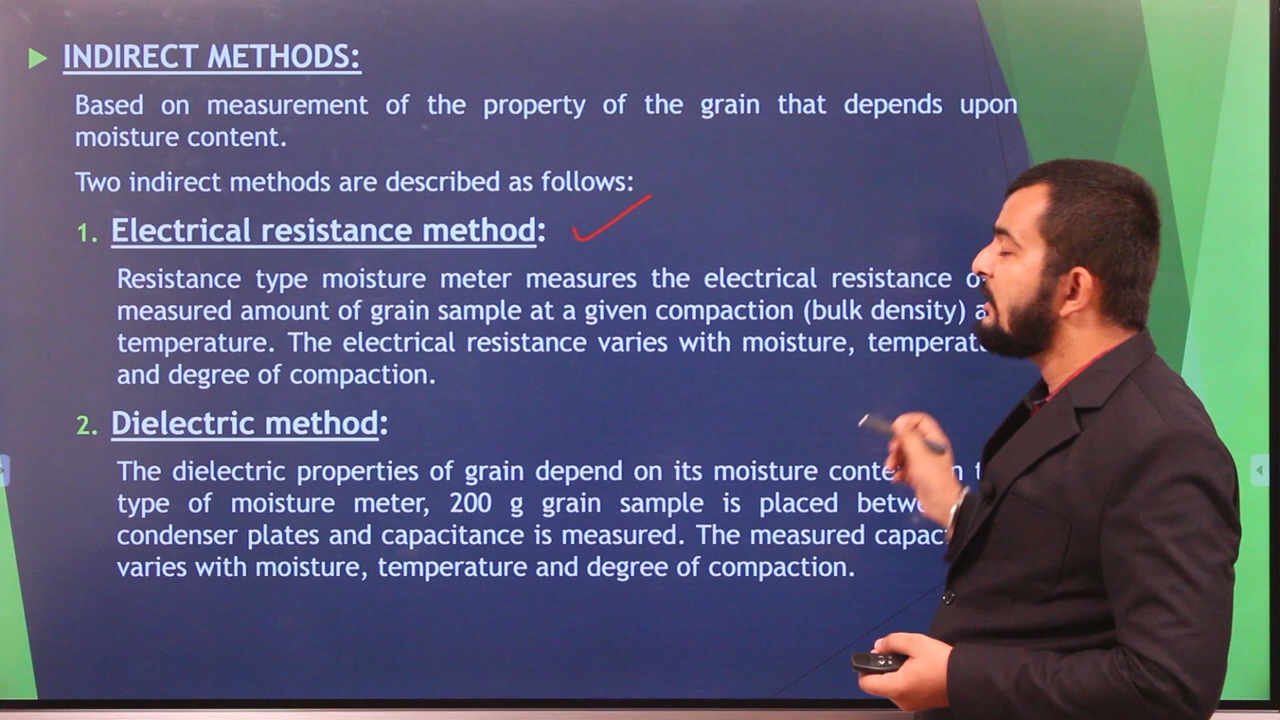 INDIRECT METHODS:
Based on measurement of the property of the grain that depends upon
moisture content.
Two indirect methods are described as follows:
1. Electrical resistance method:
Resistance type moisture meter measures the electrical resistance
measured amount of grain sample at a given compaction (bulk density)
temperature. The electrical resistance varies with moisture,
and degree of compaction.
2. Dielectric method:
The dielectric properties of grain depend on its moisture
type of moisture meter, 200 g grain sample is placed
condenser plates and capacitance is measured. The measured
varies with moisture, temperature and degree of compaction.